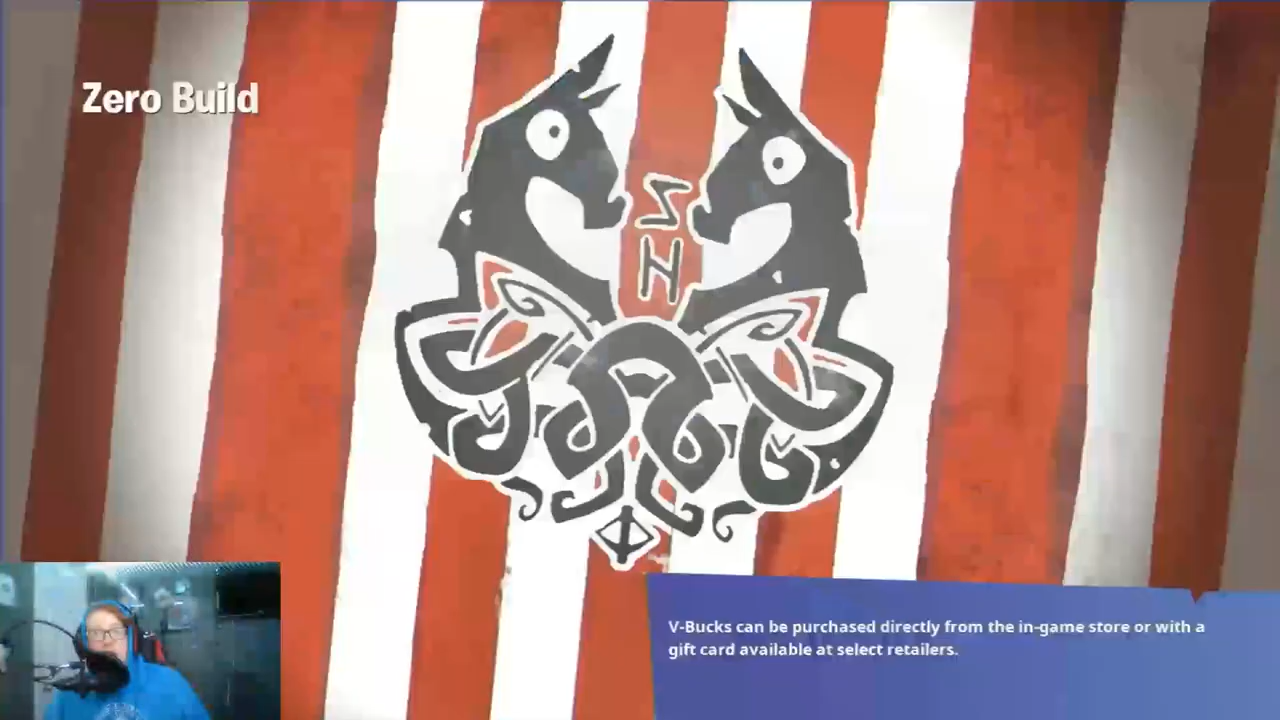 Zero Build
V-Bucks can be purchased directly from the in-game store or with a
gift card available at select retailers.